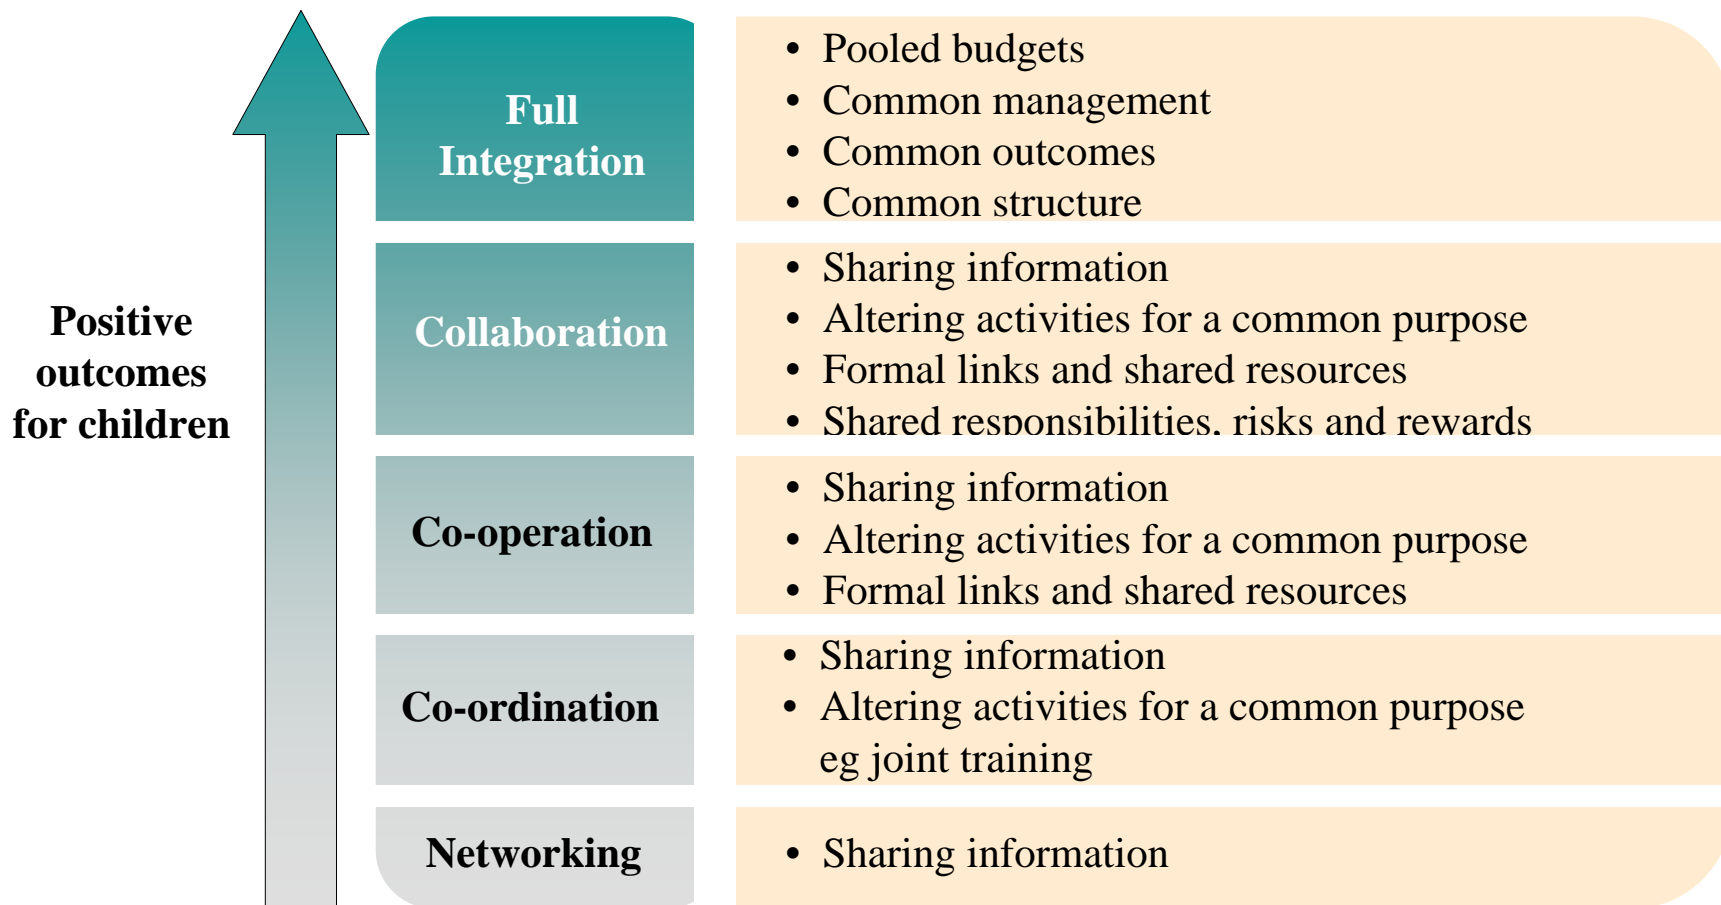 Positive
outcomes
for children
Full
Integration
• Pooled budgets
• Common management
• Common outcomes
• Common structure
Collaboration
• Sharing information
• Altering activities for a common purpose
• Formal links and shared resources
• Shared responsibilities, risks and rewards
Co-operation
• Sharing information
• Altering activities for a common purpose
• Formal links and shared resources
Co-ordination
• Sharing information
• Altering activities for a common purpose
eg joint training
Networking
• Sharing information